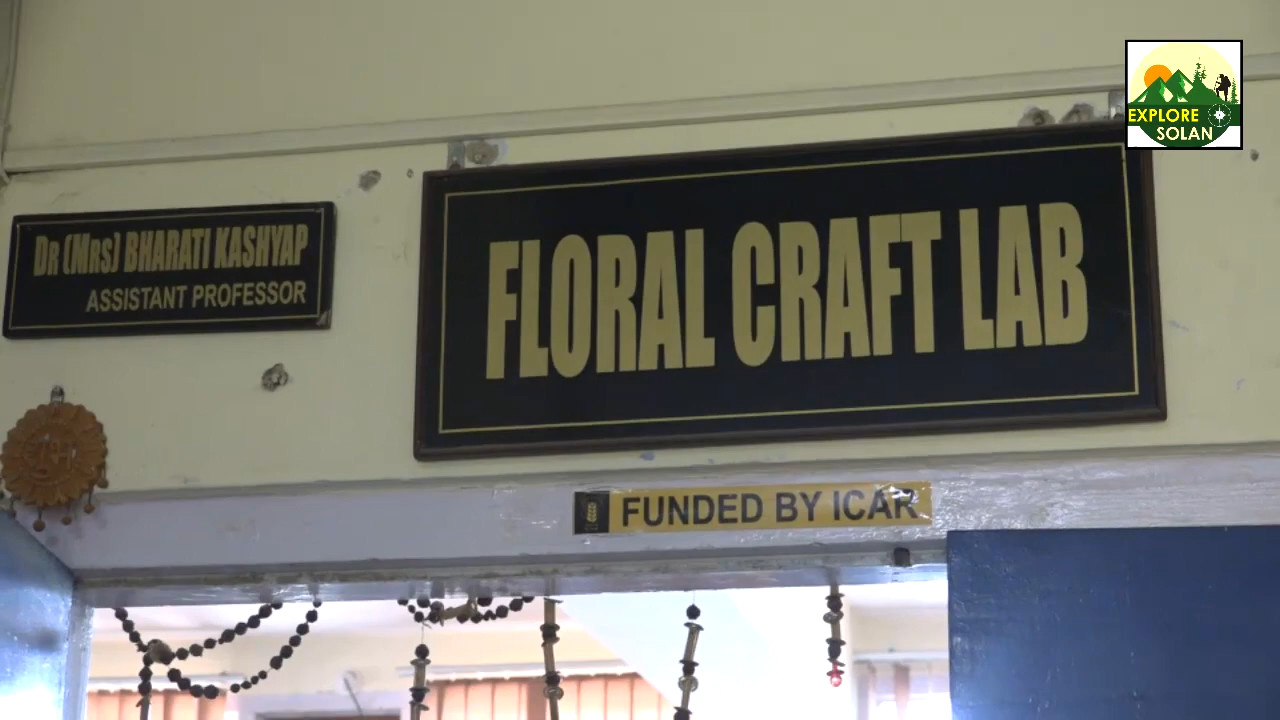 EXPLORE
SOLAN
DR (MRS) BHARATI KASHYAP
ASSISTANT PROFESSOR
FLORAL CRAFT LAB
FUNDED BY ICAR